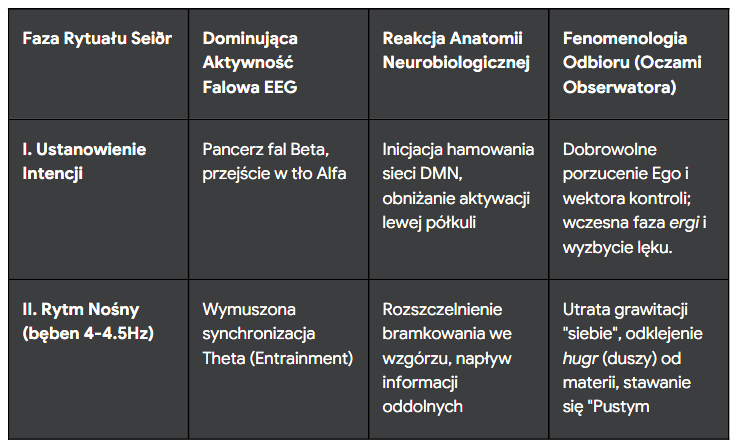 Faza Rytuału Seiðr
Dominująca
Aktywność
Falowa EEG
Reakcja Anatomii
Neurobiologicznej
Fenomenologia
Odbioru (Oczami
Obserwatora)
I. Ustanowienie
Intencji
Pancerz fal Beta,
przejście w tło Alfa
Inicjacja hamowania
sieci DMN,
obniżanie aktywacji
lewej półkuli
Dobrowolne
porzucenie Ego i
wektora kontroli;
wczesna faza ergi i
wyzbycie lęku.
II. Rytm Nośny
(bęben 4-4.5Hz)
Wymuszona
synchronizacja
Theta (Entrainment)
Rozszczelnienie
bramkowania we
wzgórzu, napływ
informacji
oddolnych
Utrata grawitacji
"siebie", odklejenie
hugr (duszy) od
materii, stawanie
się "Pustym